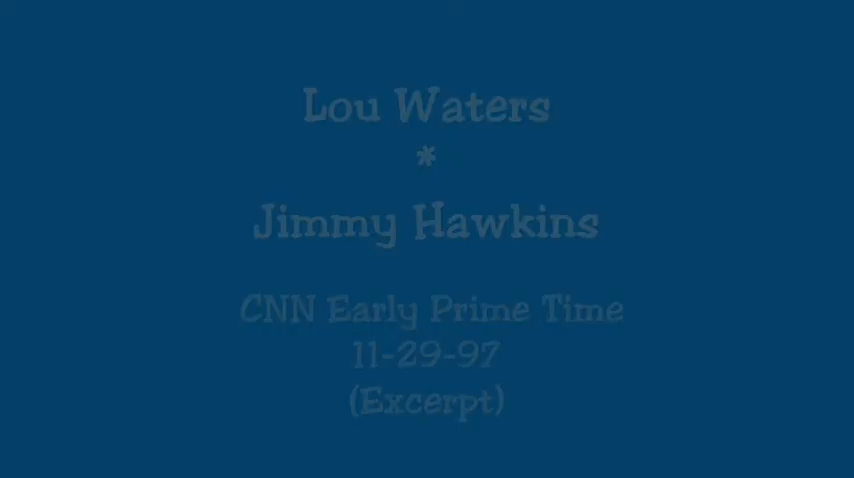 Lou Waters
*
Jimmy Hawkins
CNN Early Prime Time
11-29-97
(Excerpt)